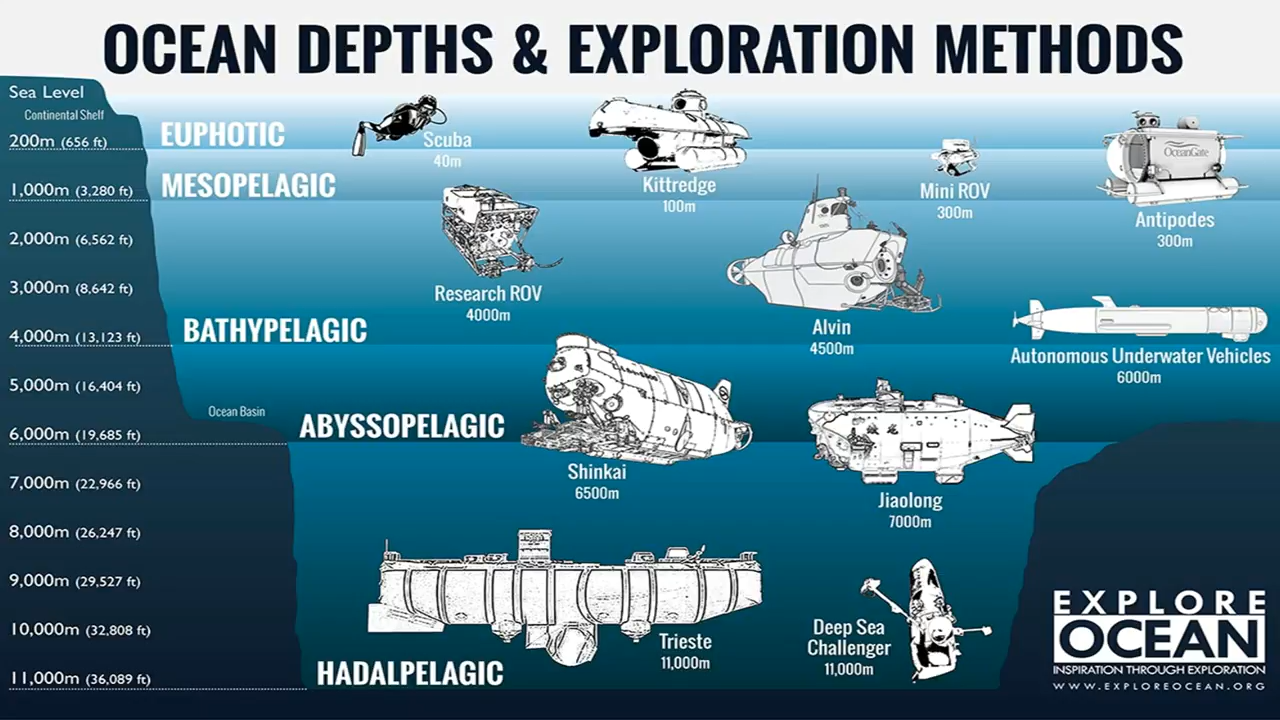 OCEAN DEPTHS & EXPLORATION METHODS
Sea Level
Continental Shelf
200m (656 ft)
EUPHOTIC
Scuba
40m
Kittredge
100m
Mini ROV
300m
OceanGate
Antipodes
300m
1,000m (3,280 ft)
MESOPELAGIC
2,000m (6,562 ft)
3,000m (8,642 ft)
Research ROV
4000m
Alvin
4500m
Autonomous Underwater Vehicles
6000m
4,000m (13,123 ft)
BATHYPELAGIC
5,000m (16,404 ft)
Ocean Basin
6,000m (19,685 ft)
ABYSSOPELAGIC
Shinkai
6500m
Jiaolong
7000m
7,000m (22,966 ft)
8,000m (26,247 ft)
9,000m (29,527 ft)
10,000m (32,808 ft)
Trieste
11,000m
Deep Sea
Challenger
11,000m
11,000m (36,089 ft)
HADALPELAGIC
EXPLORE
OCEAN
INSPIRATION THROUGH EXPLORATION
WWW.EXPLOREOCEAN.ORG